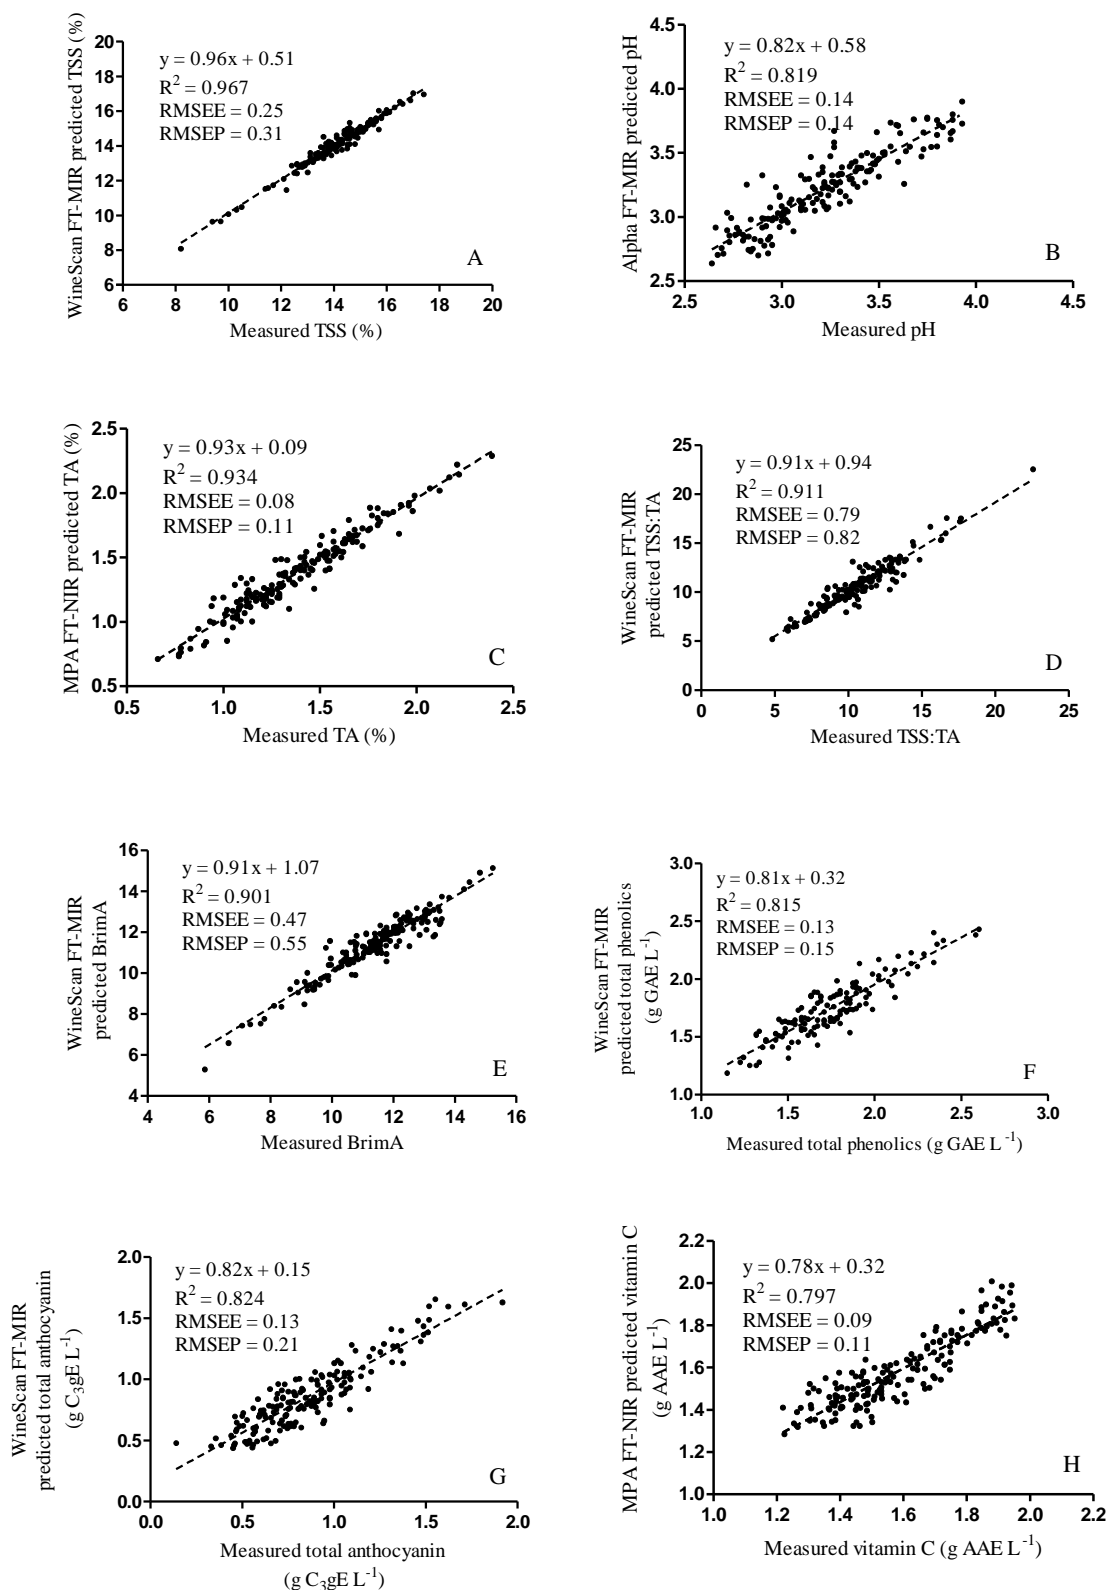 WineScan FT-MIR predicted TSS (%)
20
18
16
14
12
10
8
6
y = 0.96x + 0.51
R² = 0.967
RMSEE = 0.25
RMSEP = 0.31
A
6 8 10 12 14 16 18 20
Measured TSS (%)
Alpha FT-MIR predicted pH
4.5
4.0
3.5
3.0
2.5
y = 0.82x + 0.58
R² = 0.819
RMSEE = 0.14
RMSEP = 0.14
B
2.5 3.0 3.5 4.0 4.5
Measured pH
MPA FT-NIR predicted TA (%)
2.5
2.0
1.5
1.0
0.5
y = 0.93x + 0.09
R² = 0.934
RMSEE = 0.08
RMSEP = 0.11
C
0.5 1.0 1.5 2.0 2.5
Measured TA (%)
WineScan FT-MIR
predicted TSS:TA
25
20
15
10
5
0
y = 0.91x + 0.94
R² = 0.911
RMSEE = 0.79
RMSEP = 0.82
D
0 5 10 15 20 25
Measured TSS:TA
WineScan FT-MIR
predicted BrimA
16
14
12
10
8
6
4
y = 0.91x + 1.07
R² = 0.901
RMSEE = 0.47
RMSEP = 0.55
E
4 6 8 10 12 14 16
Measured BrimA
WineScan FT-MIR
predicted total phenolics
(g GAE L⁻¹)
3.0
2.5
2.0
1.5
1.0
y = 0.81x + 0.32
R² = 0.815
RMSEE = 0.13
RMSEP = 0.15
F
1.0 1.5 2.0 2.5 3.0
Measured total phenolics (g GAE L⁻¹)
WineScan FT-MIR
predicted total anthocyanin
(g C₃gE L⁻¹)
2.0
1.5
1.0
0.5
0.0
y = 0.82x + 0.15
R² = 0.824
RMSEE = 0.13
RMSEP = 0.21
G
0.0 0.5 1.0 1.5 2.0
Measured total anthocyanin
(g C₃gE L⁻¹)
MPA FT-NIR predicted vitamin C
(g AAE L⁻¹)
2.2
2.0
1.8
1.6
1.4
1.2
1.0
y = 0.78x + 0.32
R² = 0.797
RMSEE = 0.09
RMSEP = 0.11
H
1.0 1.2 1.4 1.6 1.8 2.0 2.2
Measured vitamin C (g AAE L⁻¹)